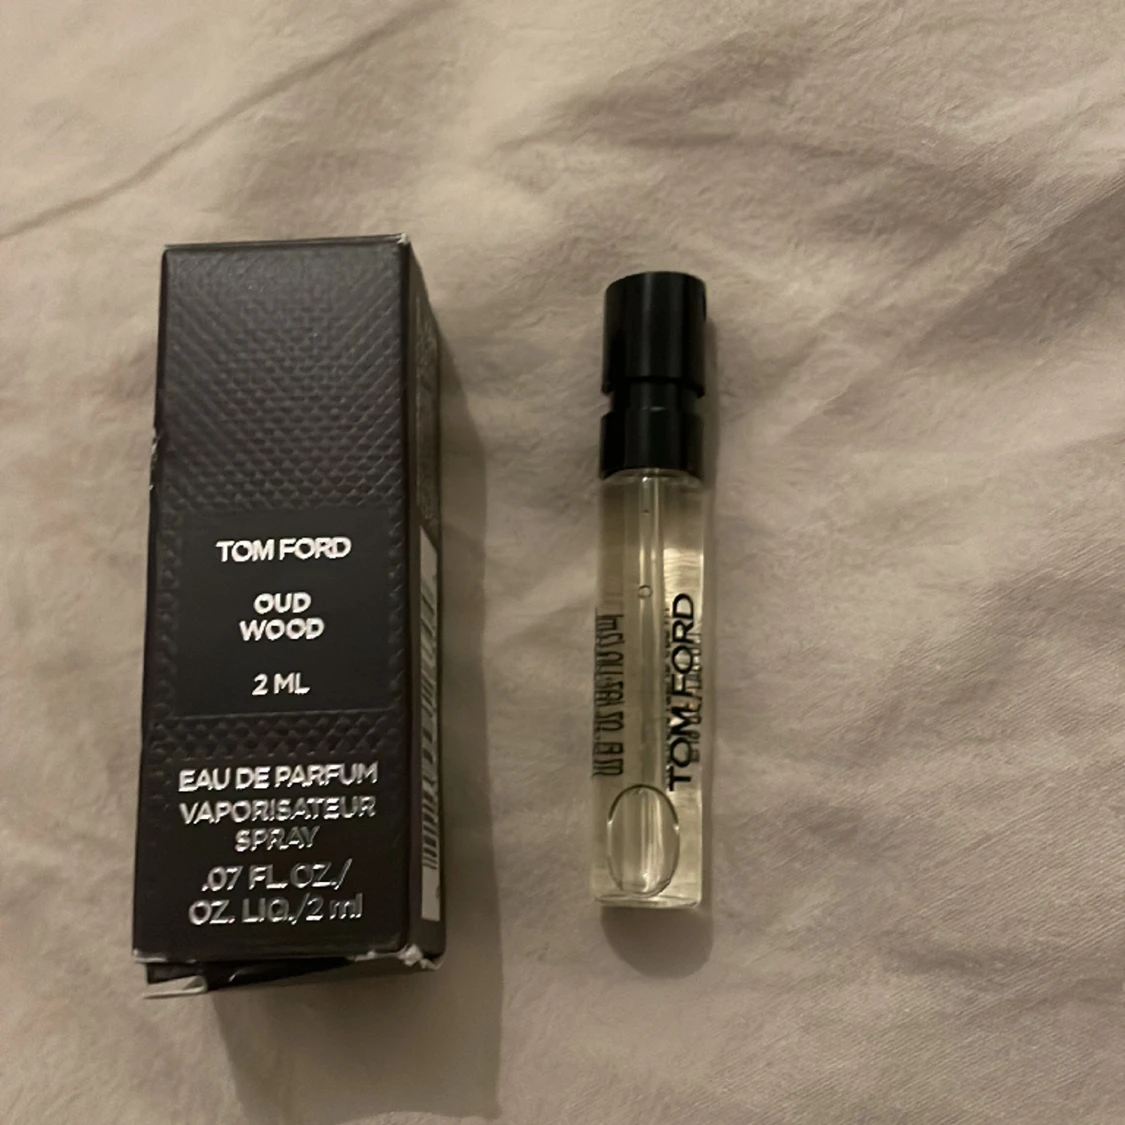 TOM FORD
OUD
WOOD
2 ML
EAU DE PARFUM
VAPORISATEUR
SPRAY
.07 FL. OZ./
OZ. LIQ./2 ml
TOM FORD